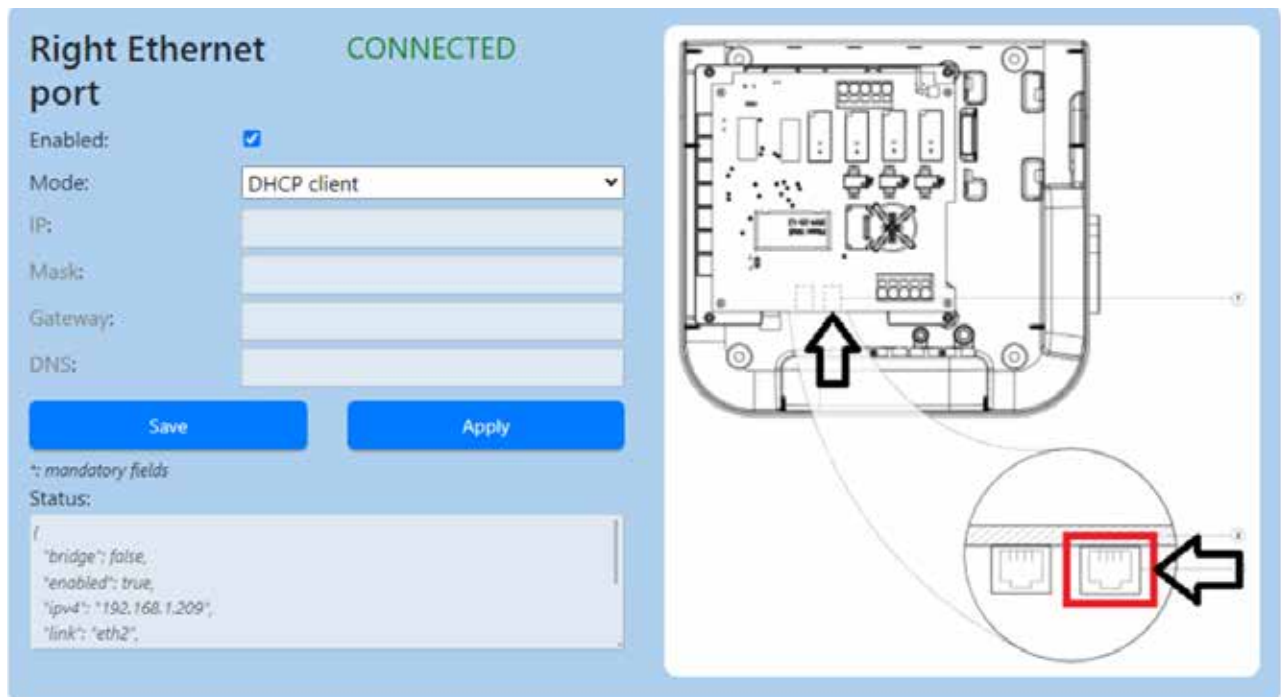 Right Ethernet
port
CONNECTED
Enabled:
Mode:
DHCP client
IP:
Mask:
Gateway:
DNS:
Save
Apply
*: mandatory fields
Status:
{
"bridge": false,
"enabled": true,
"ipv4": "192.168.1.209",
"link": "eth2",